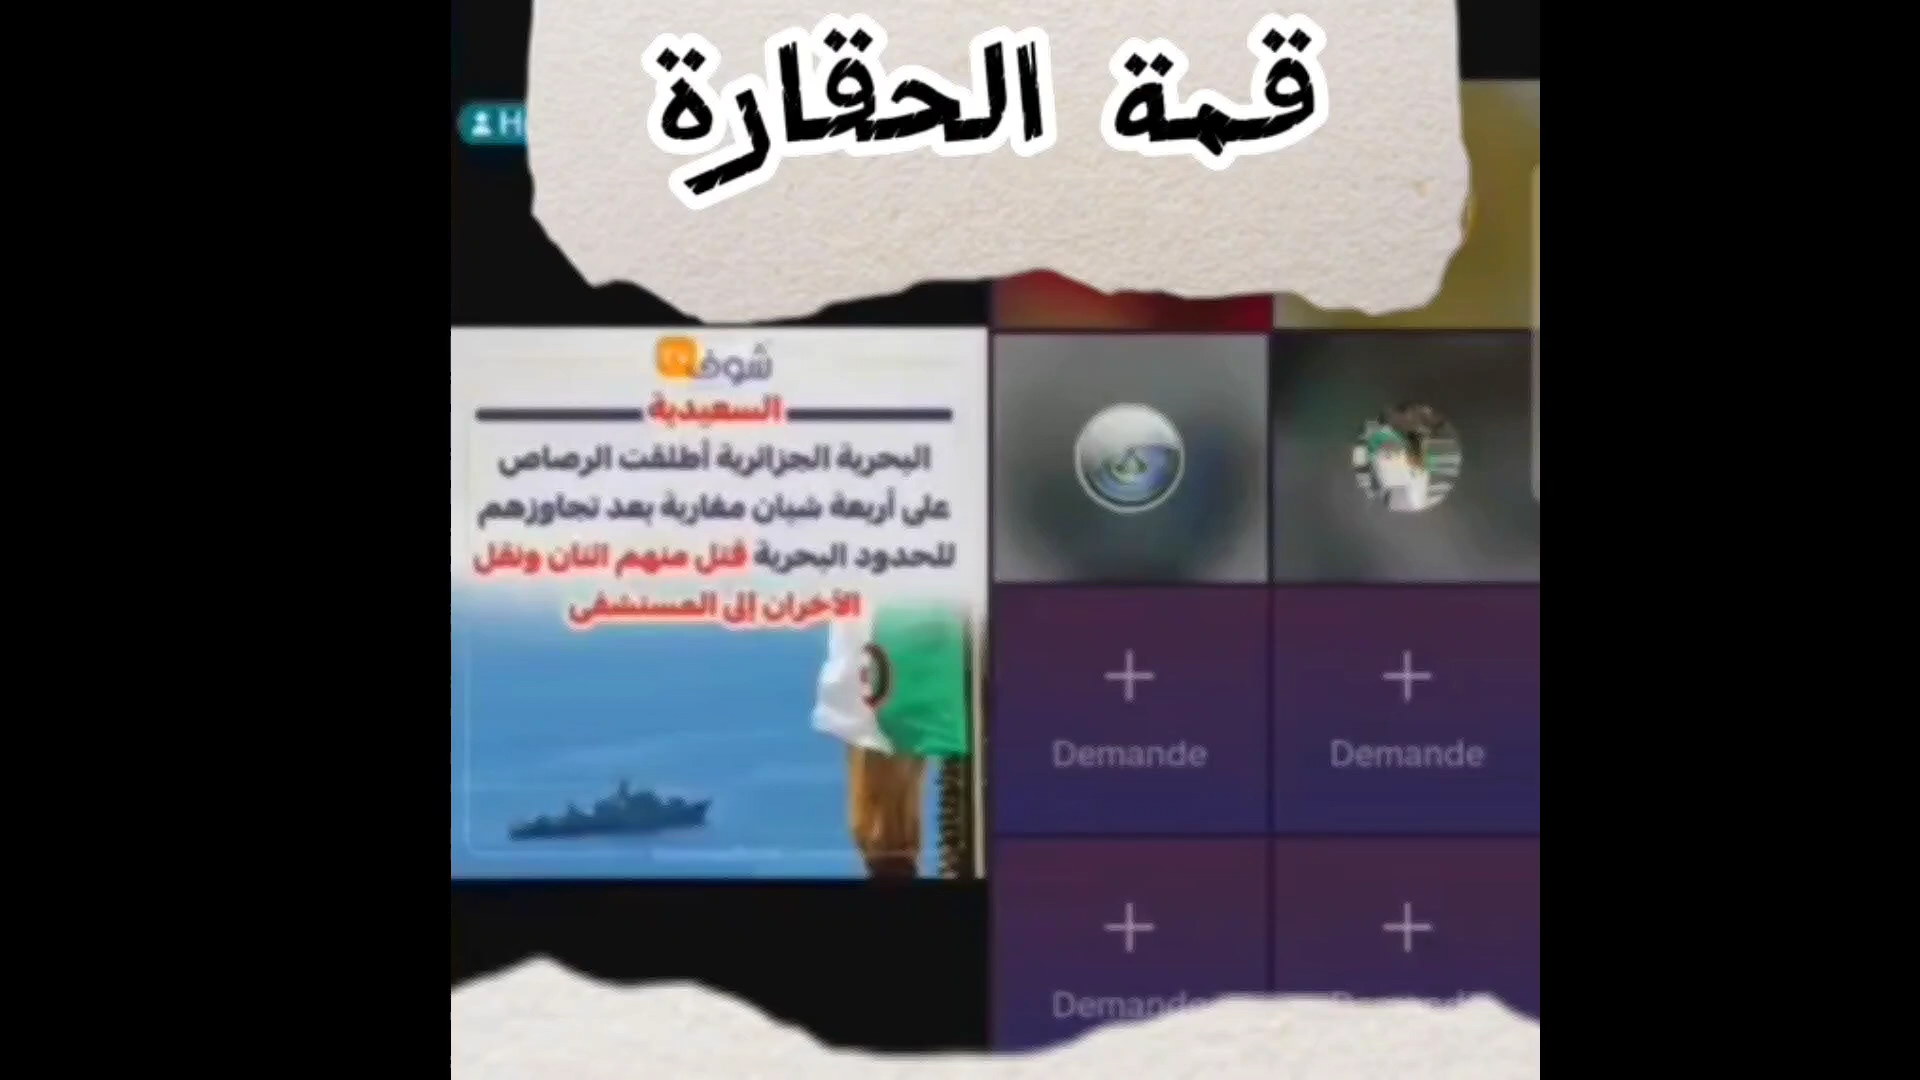 قمة الحقارة
H
شوف
السعيدية
البحرية الجزائرية أطلقت الرصاص
على أربعة شبان مغاربة بعد تجاوزهم
للحدود البحرية قتل منهم اثنان ونقل
الآخران إلى المستشفى
Demande
Demande
Demande